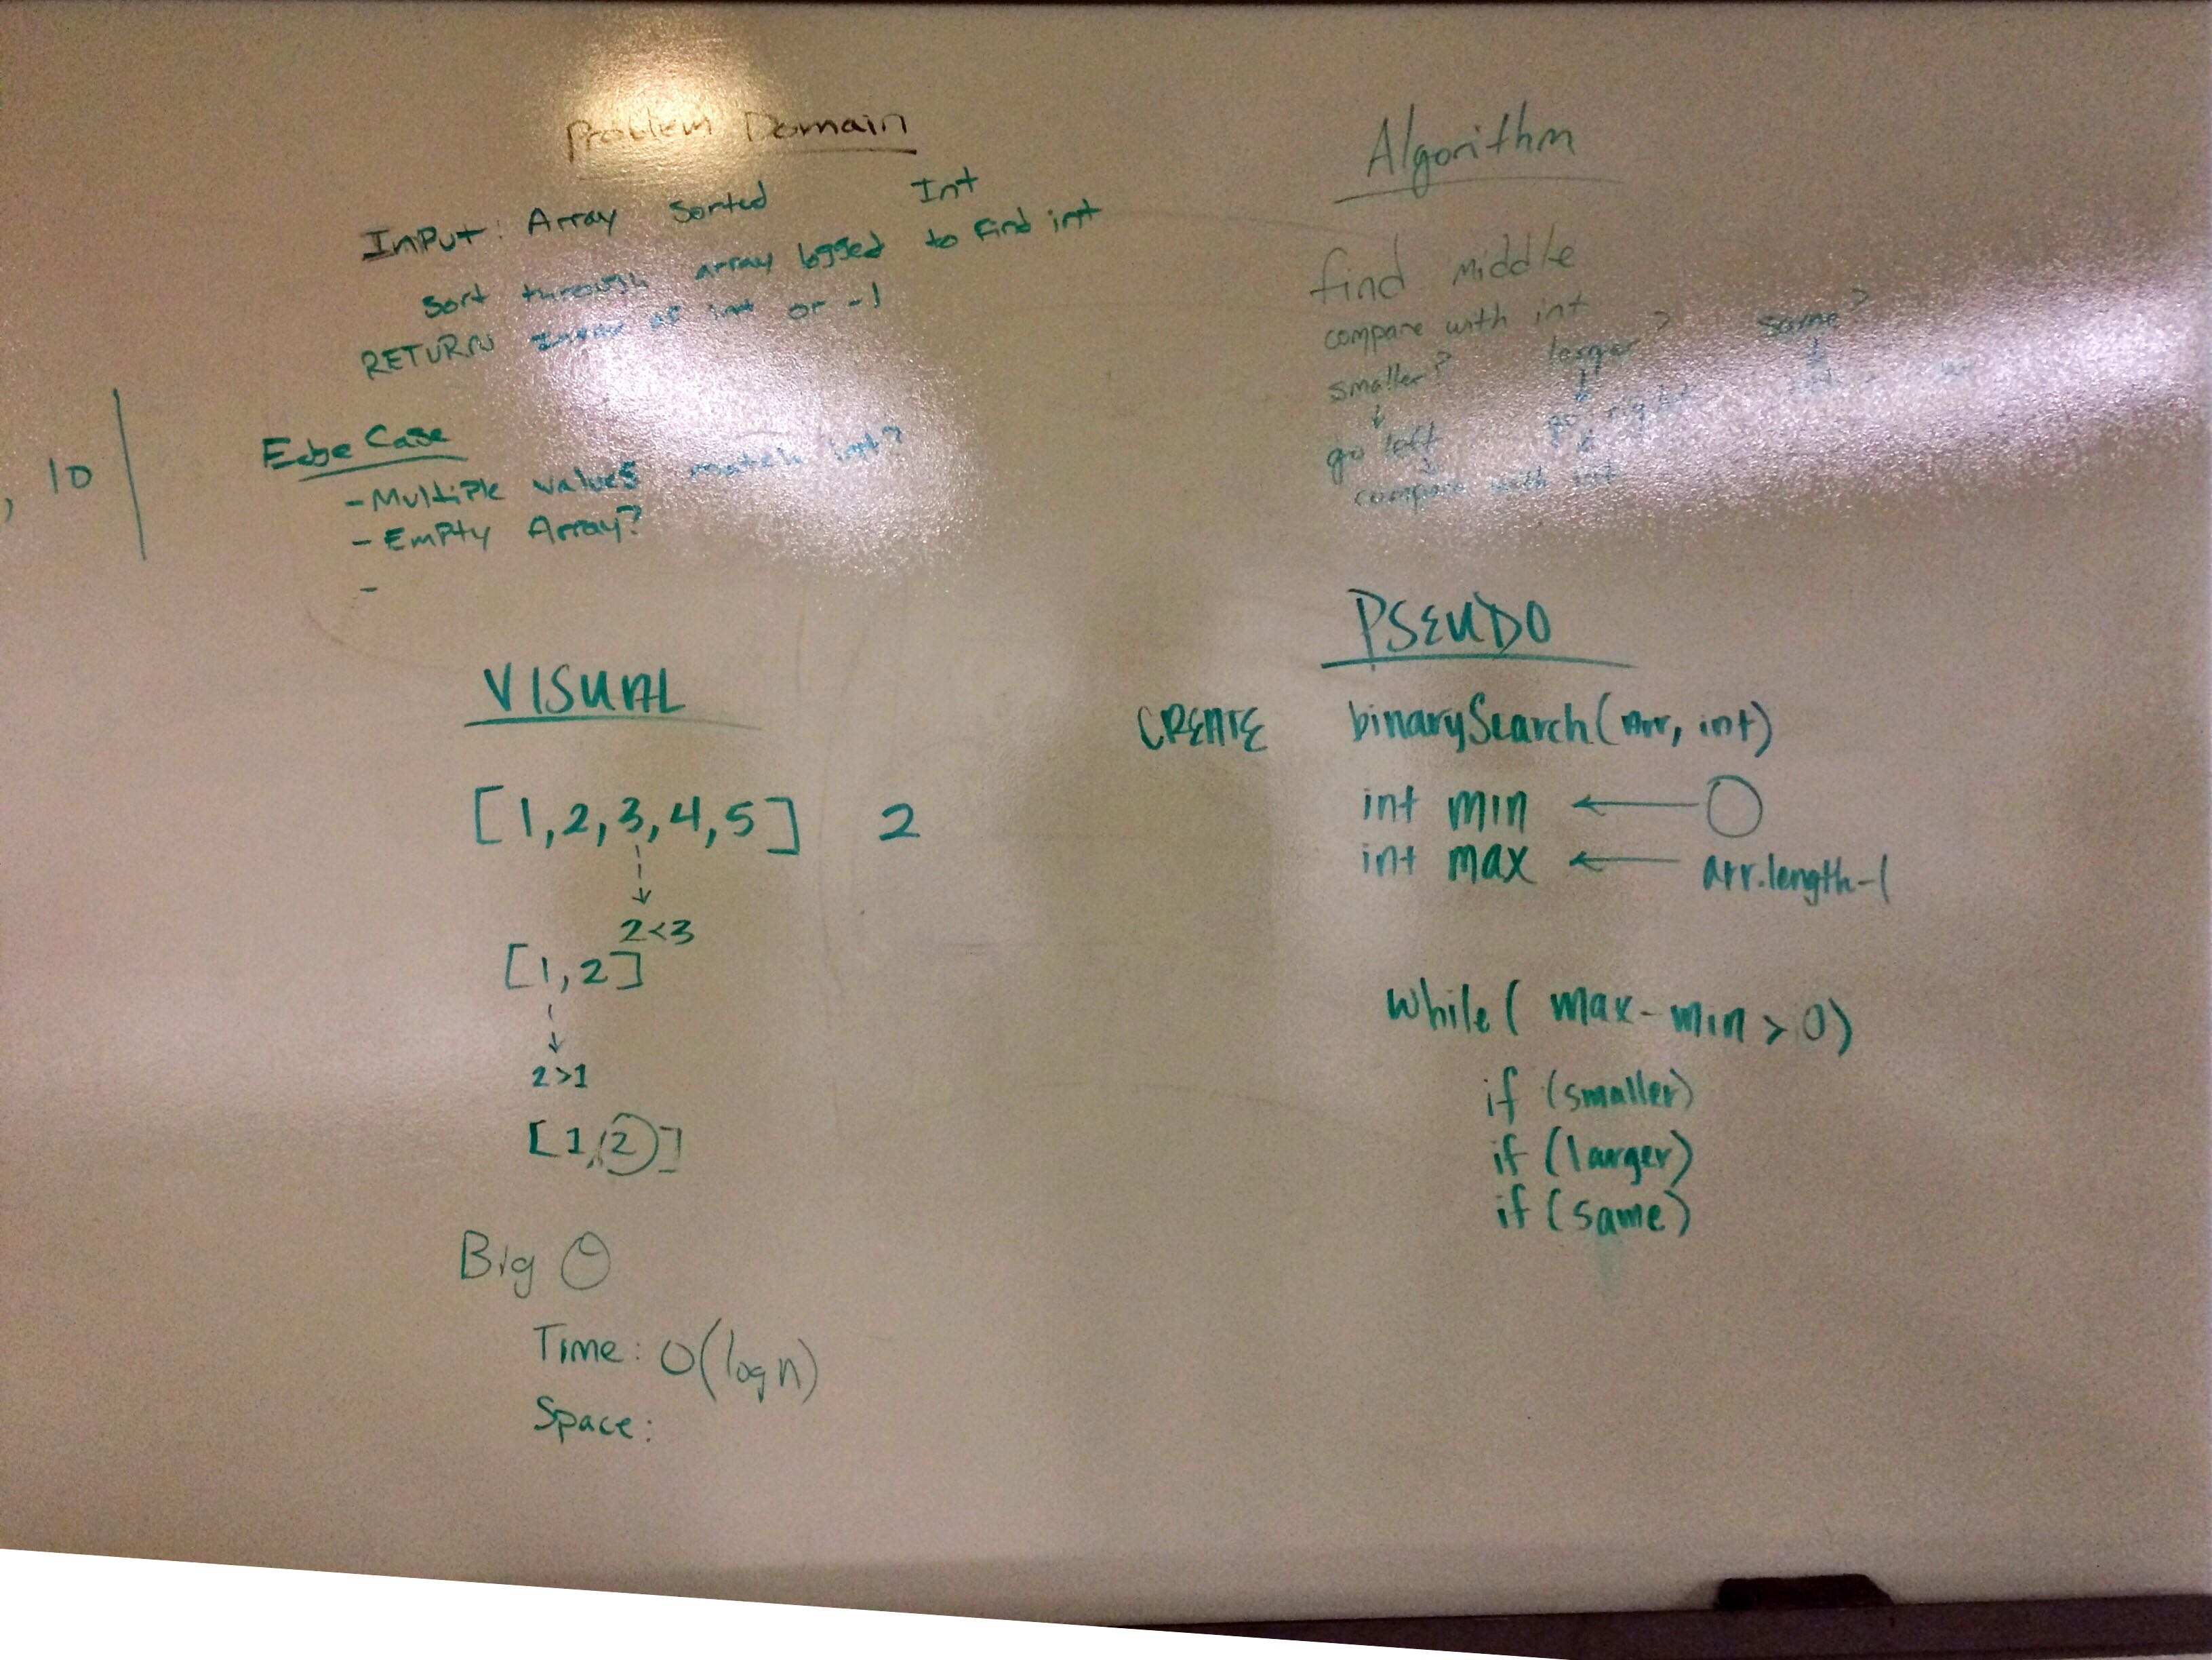 Problem Domain
Input: Array Sorted Int
Sort through array logged to find int
RETURN Index of int or -1
, 10
Edge Case
- Multiple values match int?
- Empty Array?
-
VISUAL
[1,2,3,4,5] 2
2<3
[1,2]
2>1
[1,2]
Big O
Time: O(log n)
Space:
Algorithm
find middle
compare with int
smaller? larger? same?
go left go right
compare with int
PSEUDO
CREATE binarySearch(Arr, int)
int min ← 0
int max ← arr.length-1
while( max-min > 0)
if (smaller)
if (larger)
if (same)